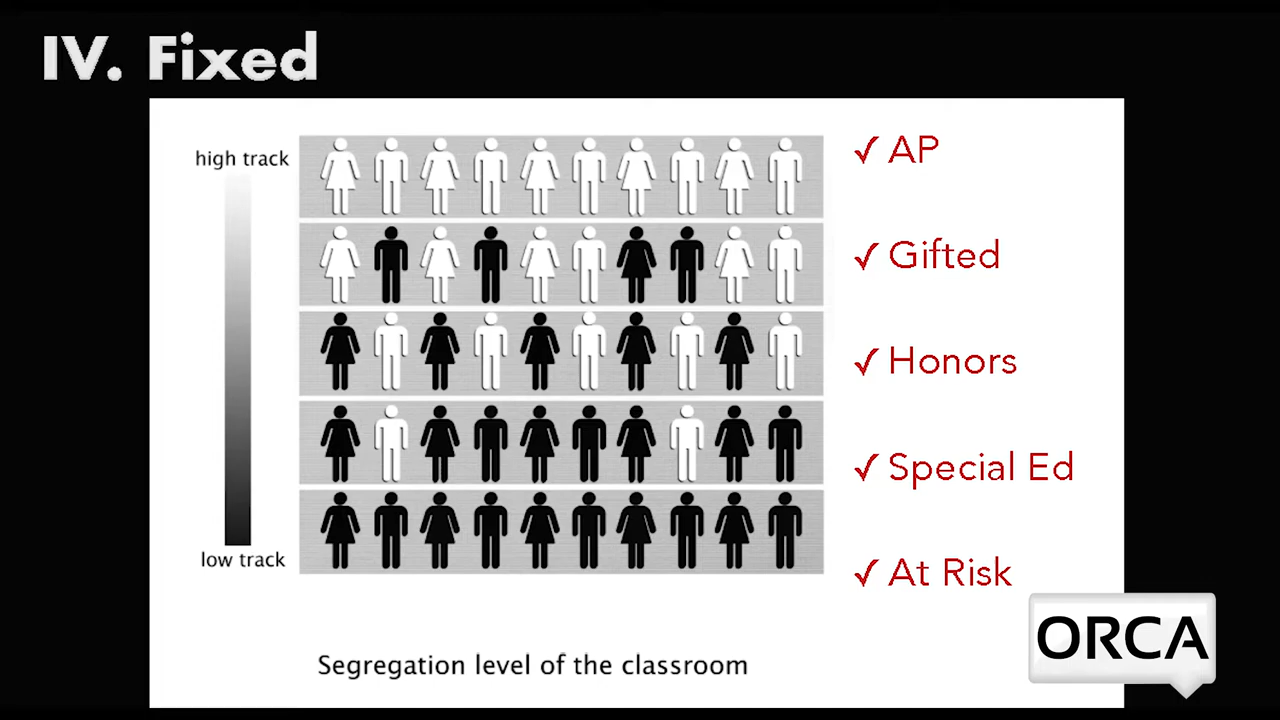 IV. Fixed
high track
✓ AP
✓ Gifted
✓ Honors
✓ Special Ed
low track
✓ At Risk
ORCA
Segregation level of the classroom